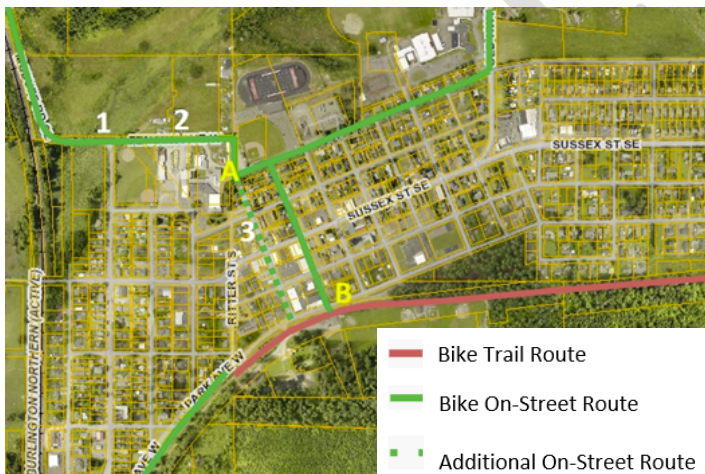 1
2
A
SUSSEX ST SE
3
SUSSEX ST SE
RITTER ST S
B
BURLINGTON NORTHERN (ACTIVE)
PARK AVE W
AVE W
Bike Trail Route
Bike On-Street Route
Additional On-Street Route